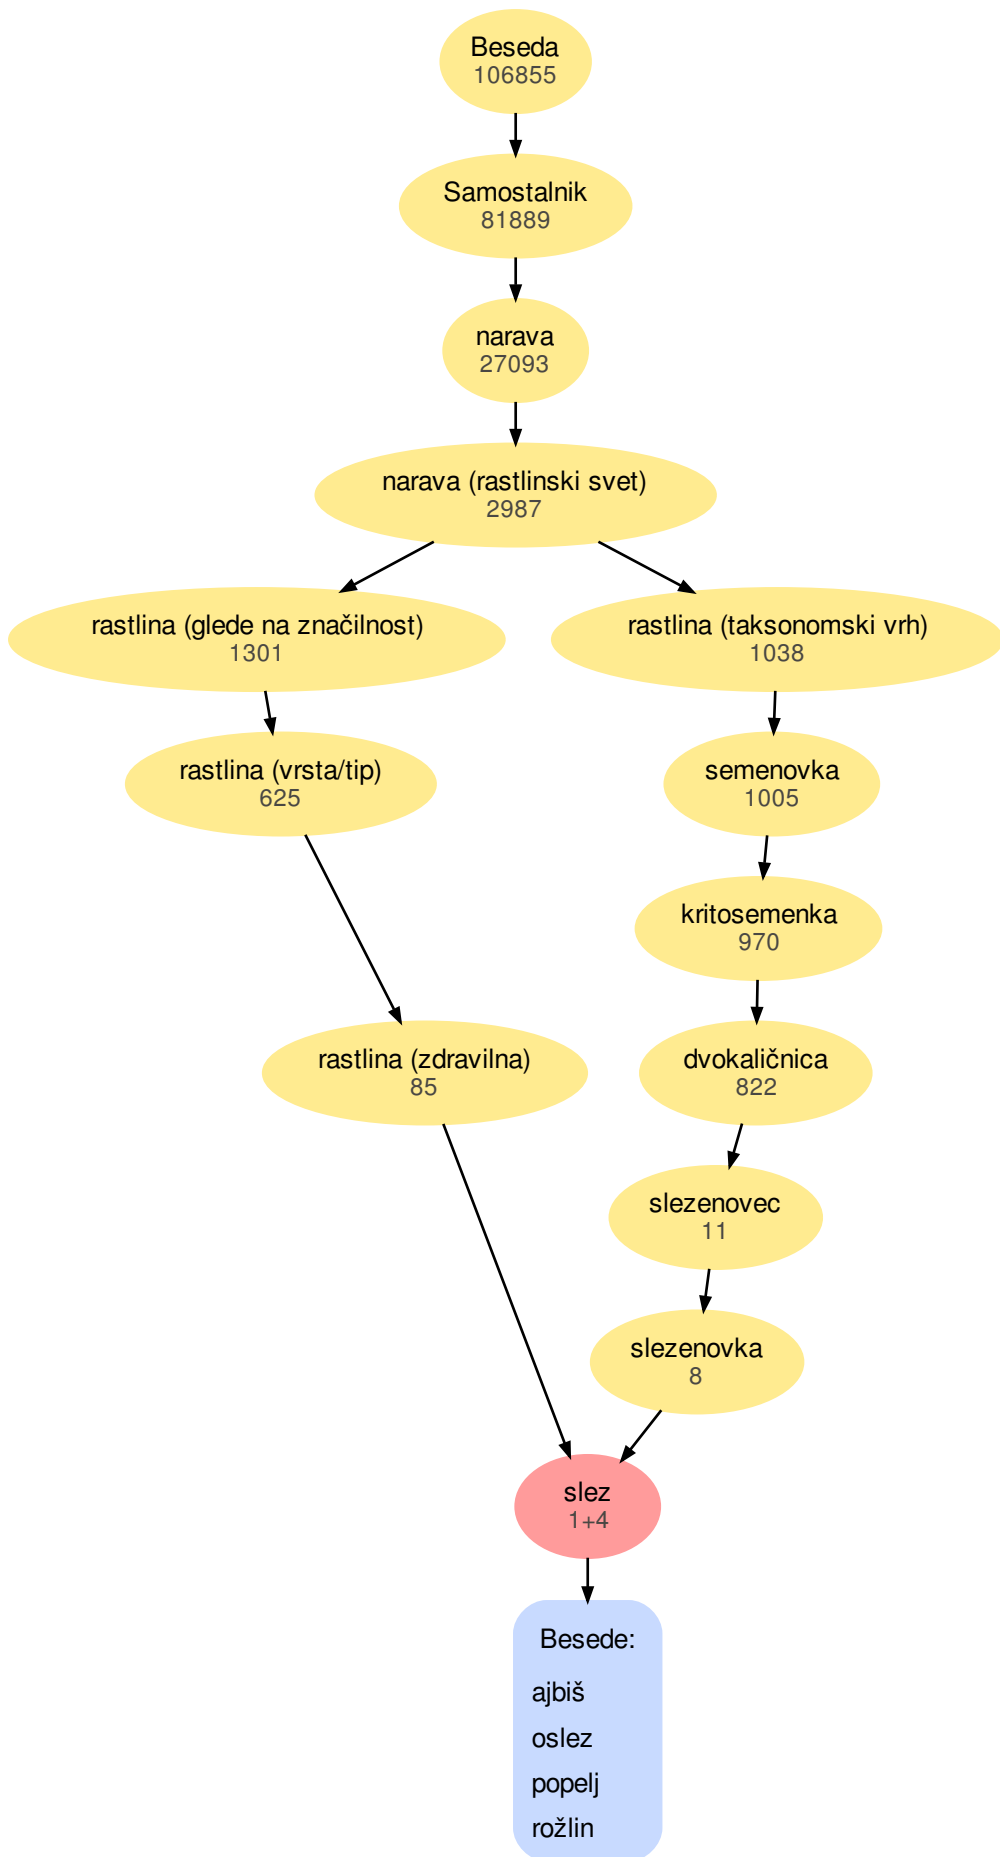 Beseda
106855
Samostalnik
81889
narava
27093
narava (rastlinski svet)
2987
rastlina (glede na značilnost)
1301
rastlina (taksonomski vrh)
1038
rastlina (vrsta/tip)
625
semenovka
1005
kritosemenka
970
rastlina (zdravilna)
85
dvokaličnica
822
slezenovec
11
slezenovka
8
slez
1+4
Besede:
ajbiš
oslez
popelj
rožlin